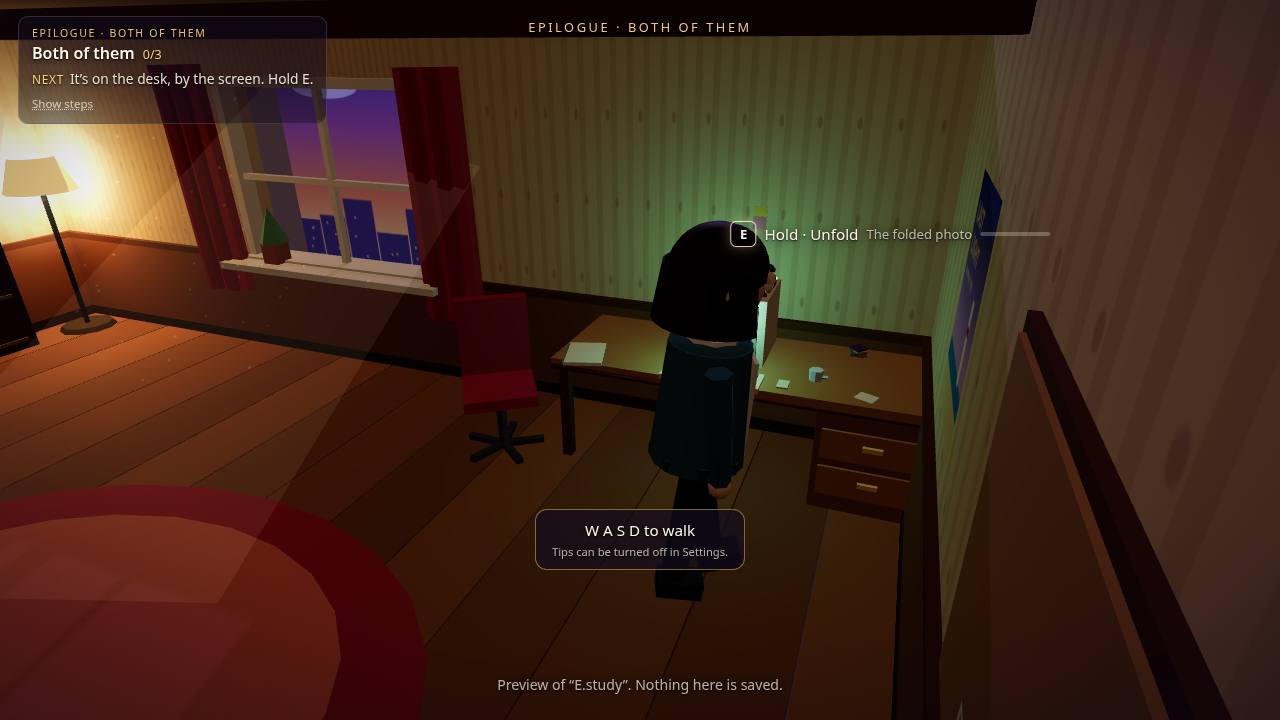 EPILOGUE · BOTH OF THEM
EPILOGUE · BOTH OF THEM
Both of them 0/3
NEXT It's on the desk, by the screen. Hold E.
Show steps
E Hold · Unfold The folded photo
W A S D to walk
Tips can be turned off in Settings.
Preview of “E.study”. Nothing here is saved.